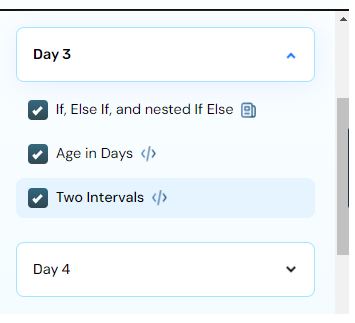 Day 3
If, Else If, and nested If Else
Age in Days </>
Two Intervals </>
Day 4